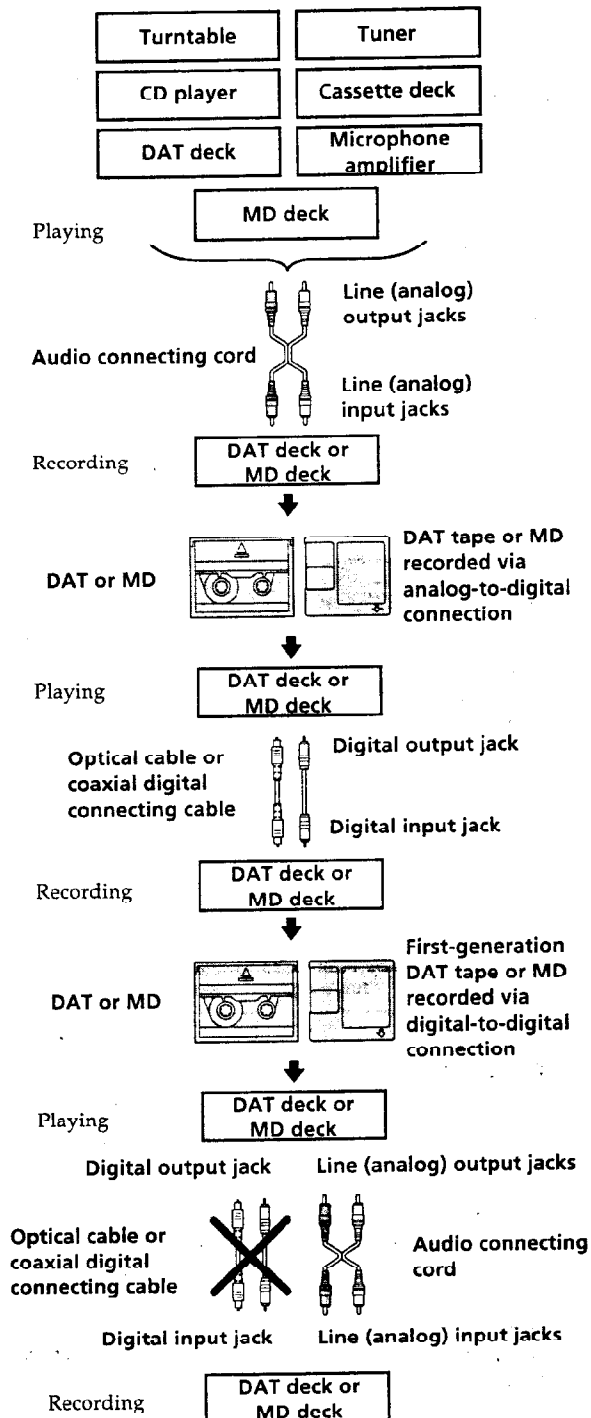 Turntable
Tuner
CD player
Cassette deck
DAT deck
Microphone
amplifier
MD deck
Playing
Line (analog)
output jacks
Audio connecting cord
Line (analog)
input jacks
Recording
DAT deck or
MD deck
DAT or MD
DAT tape or MD
recorded via
analog-to-digital
connection
Playing
DAT deck or
MD deck
Optical cable or
coaxial digital
connecting cable
Digital output jack
Digital input jack
Recording
DAT deck or
MD deck
DAT or MD
First-generation
DAT tape or MD
recorded via
digital-to-digital
connection
Playing
DAT deck or
MD deck
Digital output jack
Line (analog) output jacks
Optical cable or
coaxial digital
connecting cable
Audio connecting
cord
Digital input jack
Line (analog) input jacks
Recording
DAT deck or
MD deck